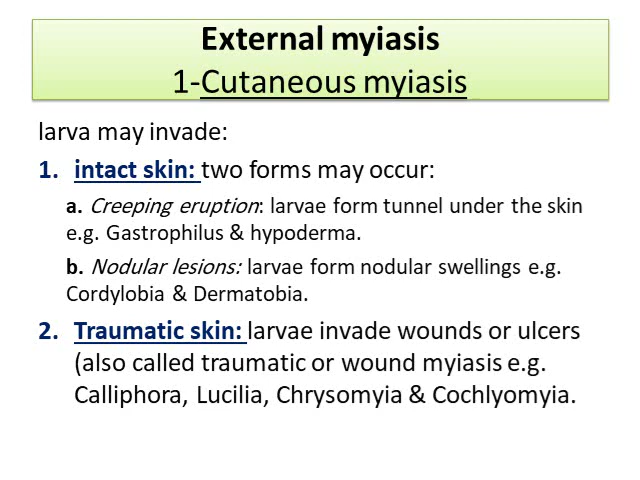 External myiasis
1-Cutaneous myiasis
larva may invade:
1. intact skin: two forms may occur:
a. Creeping eruption: larvae form tunnel under the skin
e.g. Gastrophilus & hypoderma.
b. Nodular lesions: larvae form nodular swellings e.g.
Cordylobia & Dermatobia.
2. Traumatic skin: larvae invade wounds or ulcers
(also called traumatic or wound myiasis e.g.
Calliphora, Lucilia, Chrysomyia & Cochlyomyia.